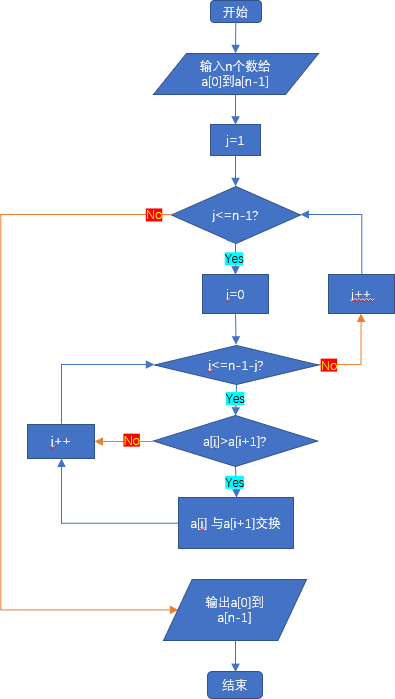 开始
输入n个数给
a[0]到a[n-1]
j=1
j<=n-1?
No
Yes
i=0
j++
i<=n-1-j?
No
Yes
a[i]>a[i+1]?
No
i++
Yes
a[i] 与a[i+1]交换
输出a[0]到
a[n-1]
结束